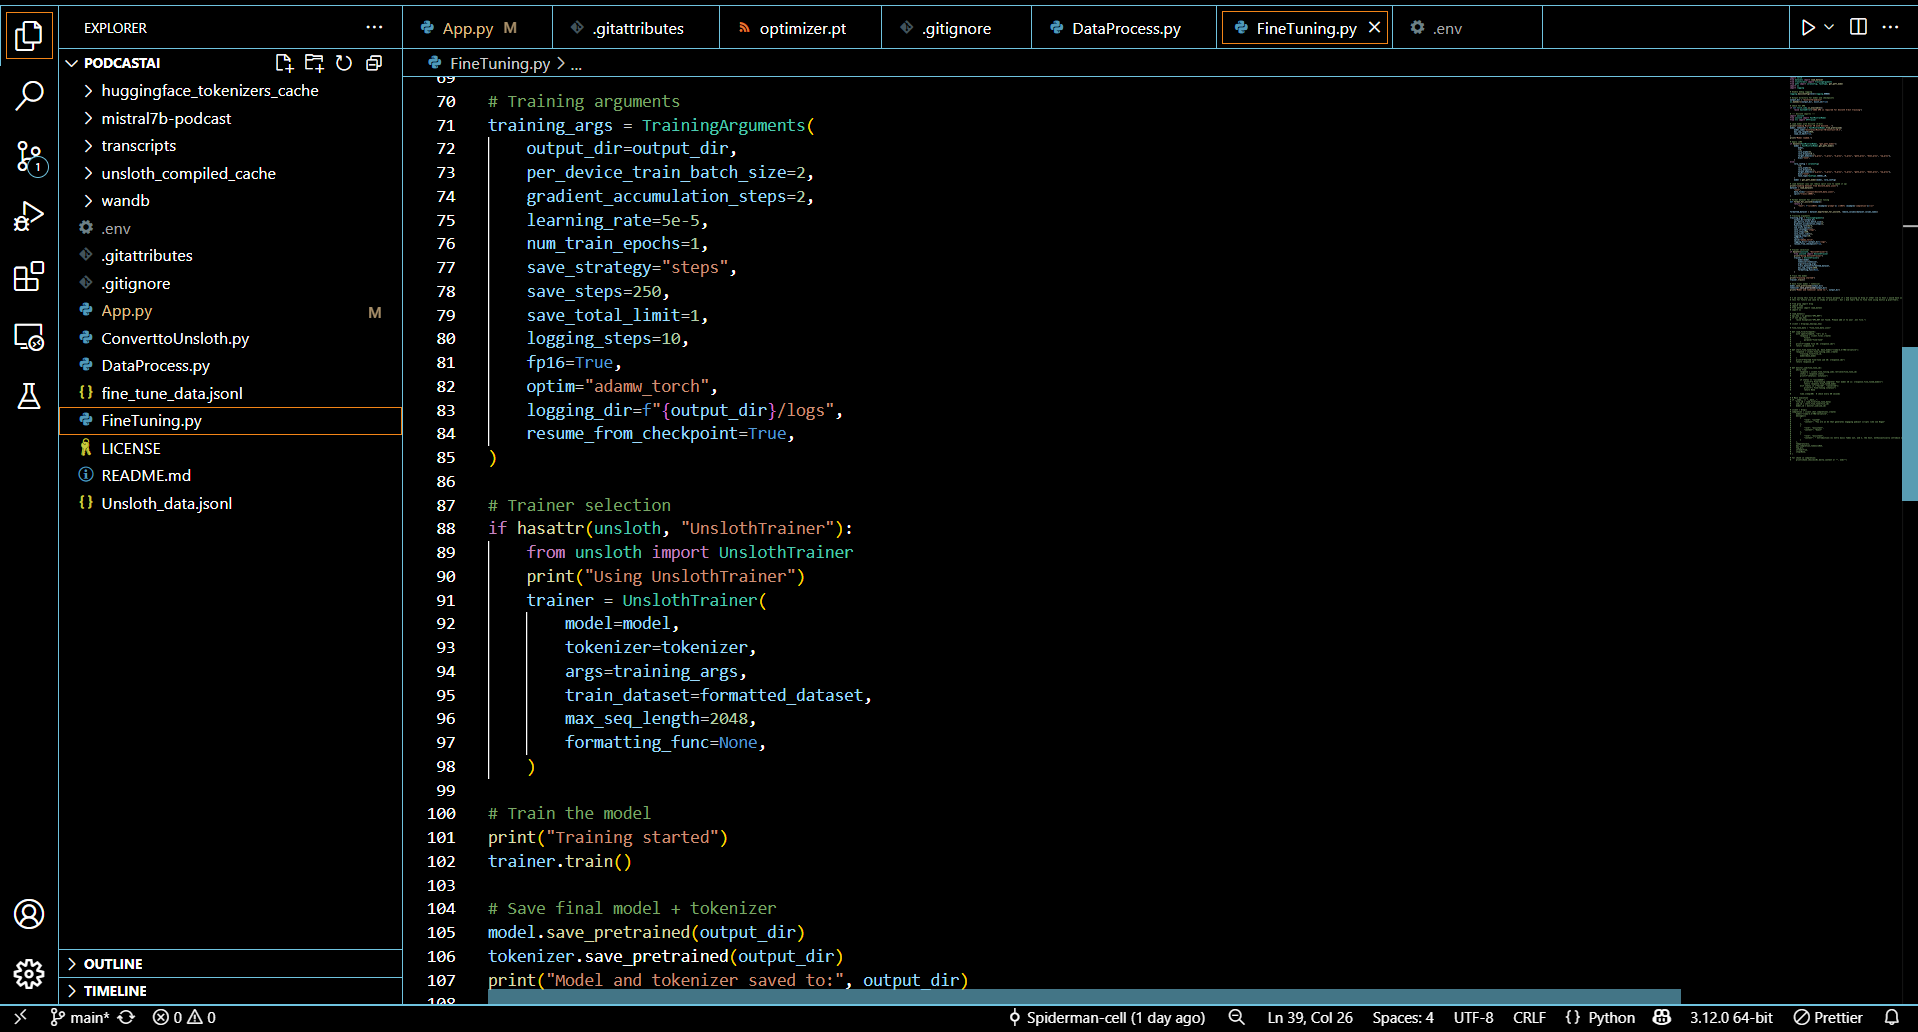 EXPLORER
App.py M
.gitattributes
optimizer.pt
.gitignore
DataProcess.py
FineTuning.py
.env
PODCASTAI
huggingface_tokenizers_cache
mistral7b-podcast
transcripts
unsloth_compiled_cache
wandb
.env
.gitattributes
.gitignore
App.py M
ConverttoUnsloth.py
DataProcess.py
fine_tune_data.jsonl
FineTuning.py
LICENSE
README.md
Unsloth_data.jsonl
OUTLINE
TIMELINE
FineTuning.py > ...
69
70 # Training arguments
71 training_args = TrainingArguments(
72 output_dir=output_dir,
73 per_device_train_batch_size=2,
74 gradient_accumulation_steps=2,
75 learning_rate=5e-5,
76 num_train_epochs=1,
77 save_strategy="steps",
78 save_steps=250,
79 save_total_limit=1,
80 logging_steps=10,
81 fp16=True,
82 optim="adamw_torch",
83 logging_dir=f"{output_dir}/logs",
84 resume_from_checkpoint=True,
85 )
86
87 # Trainer selection
88 if hasattr(unsloth, "UnslothTrainer"):
89 from unsloth import UnslothTrainer
90 print("Using UnslothTrainer")
91 trainer = UnslothTrainer(
92 model=model,
93 tokenizer=tokenizer,
94 args=training_args,
95 train_dataset=formatted_dataset,
96 max_seq_length=2048,
97 formatting_func=None,
98 )
99
100 # Train the model
101 print("Training started")
102 trainer.train()
103
104 # Save final model + tokenizer
105 model.save_pretrained(output_dir)
106 tokenizer.save_pretrained(output_dir)
107 print("Model and tokenizer saved to:", output_dir)
108
1
main* 0 0 Spiderman-cell (1 day ago) Ln 39, Col 26 Spaces: 4 UTF-8 CRLF {} Python 3.12.0 64-bit Prettier